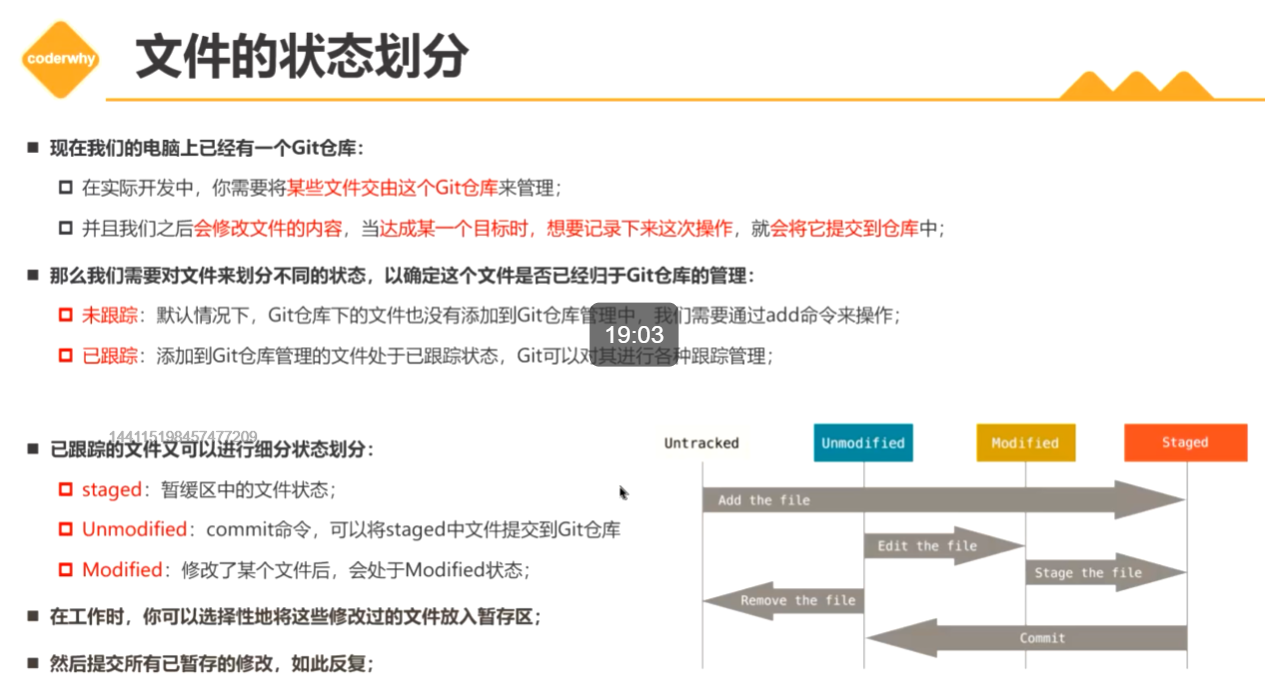 coderwhy
文件的状态划分
现在我们的电脑上已经有一个Git仓库：
在实际开发中，你需要将某些文件交由这个Git仓库来管理；
并且我们之后会修改文件的内容，当达成某一个目标时，想要记录下来这次操作，就会将它提交到仓库中；
那么我们需要对文件来划分不同的状态，以确定这个文件是否已经归于Git仓库的管理：
未跟踪：默认情况下，Git仓库下的文件也没有添加到Git仓库管理中，我们需要通过add命令来操作；
19:03
已跟踪：添加到Git仓库管理的文件处于已跟踪状态，Git可以对其进行各种跟踪管理；
144115198457477209
已跟踪的文件又可以进行细分状态划分：
staged：暂缓区中的文件状态；
Unmodified：commit命令，可以将staged中文件提交到Git仓库
Modified：修改了某个文件后，会处于Modified状态；
在工作时，你可以选择性地将这些修改过的文件放入暂存区；
然后提交所有已暂存的修改，如此反复；
Untracked
Unmodified
Modified
Staged
Add the file
Edit the file
Stage the file
Remove the file
Commit